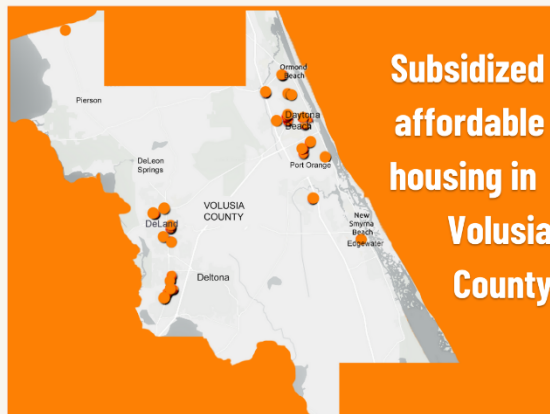 Subsidized
affordable
housing in
Volusia
County
Ormond
Beach
Pierson
Daytona
Beach
DeLeon
Springs
Port Orange
VOLUSIA
COUNTY
DeLand
New
Smyrna
Beach
Edgewater
Deltona